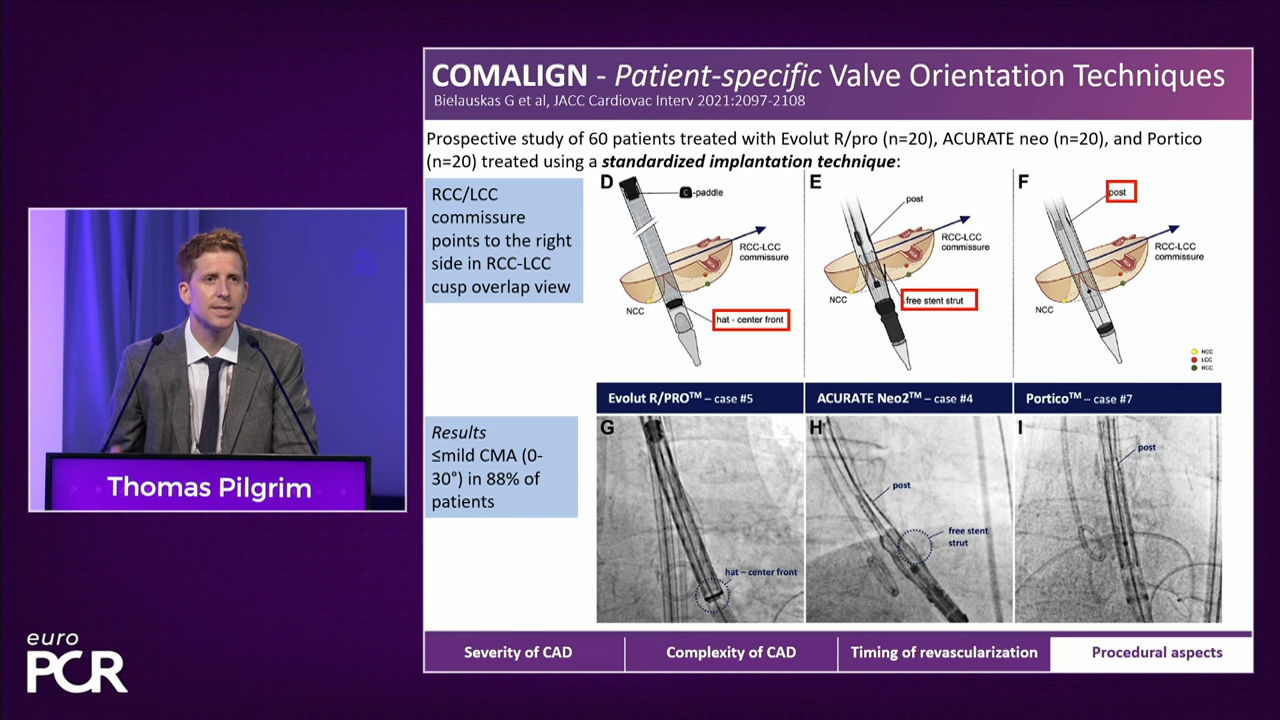 COMALIGN - Patient-specific Valve Orientation Techniques
Bielauskas G et al, JACC Cardiovac Interv 2021:2097-2108
Prospective study of 60 patients treated with Evolut R/pro (n=20), ACURATE neo (n=20), and Portico
(n=20) treated using a standardized implantation technique:
RCC/LCC
commissure
points to the right
side in RCC-LCC
cusp overlap view
D
C-paddle
RCC-LCC
commissure
NCC
hat - center front
E
post
RCC-LCC
commissure
NCC
free stent strut
F
post
RCC-LCC
commissure
NCC
NCC
LCC
RCC
Evolut R/PRO™ – case #5
ACURATE Neo2™ – case #4
Portico™ – case #7
Results
≤mild CMA (0-
30°) in 88% of
patients
G
hat – center front
H
post
free stent
strut
I
post
Severity of CAD
Complexity of CAD
Timing of revascularization
Procedural aspects
Thomas Pilgrim
euro
PCR